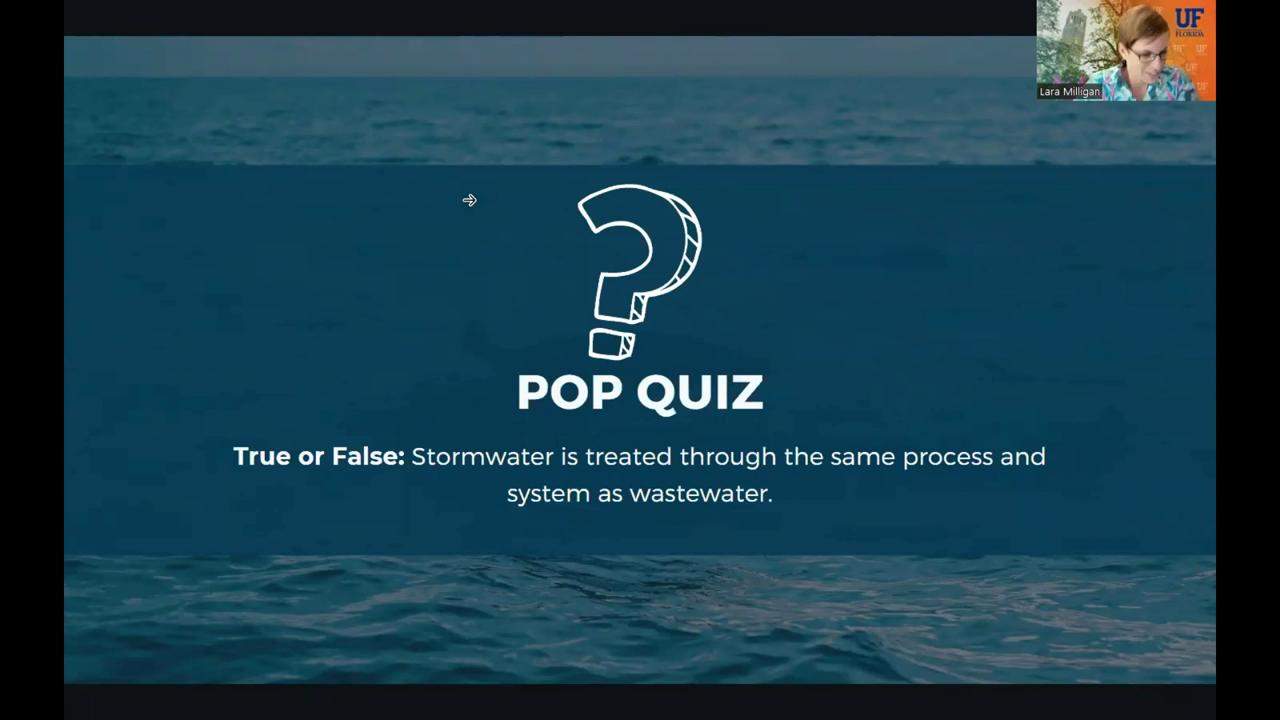 UF
FLORIDA
Lara Milligan
?
POP QUIZ
True or False: Stormwater is treated through the same process and
system as wastewater.